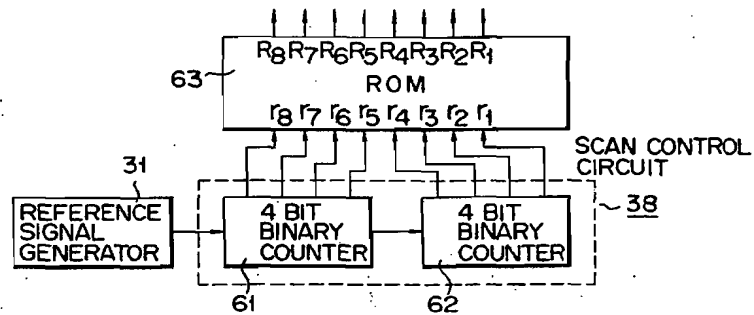 R8 R7 R6 R5 R4 R3 R2 R1
63
ROM
r8 r7 r6 r5 r4 r3 r2 r1
SCAN CONTROL
CIRCUIT
31
38
REFERENCE
SIGNAL
GENERATOR
4 BIT
BINARY
COUNTER
4 BIT
BINARY
COUNTER
61
62